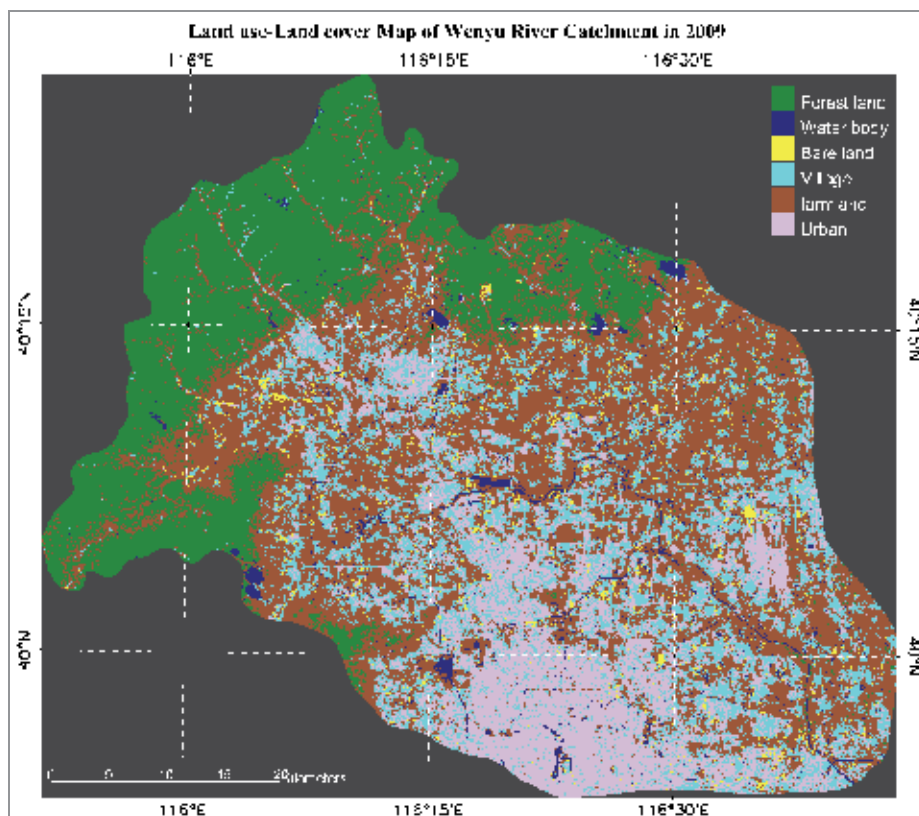 Land use-Land cover Map of Wenyu River Catchment in 2009
116°E 116°15'E 116°30'E
Forest land
Water body
Bare land
Village
farmland
Urban
40°15'N 40°15'N
40°N 40°N
0 5 10 15 20
Kilometers
116°E 116°15'E 116°30'E